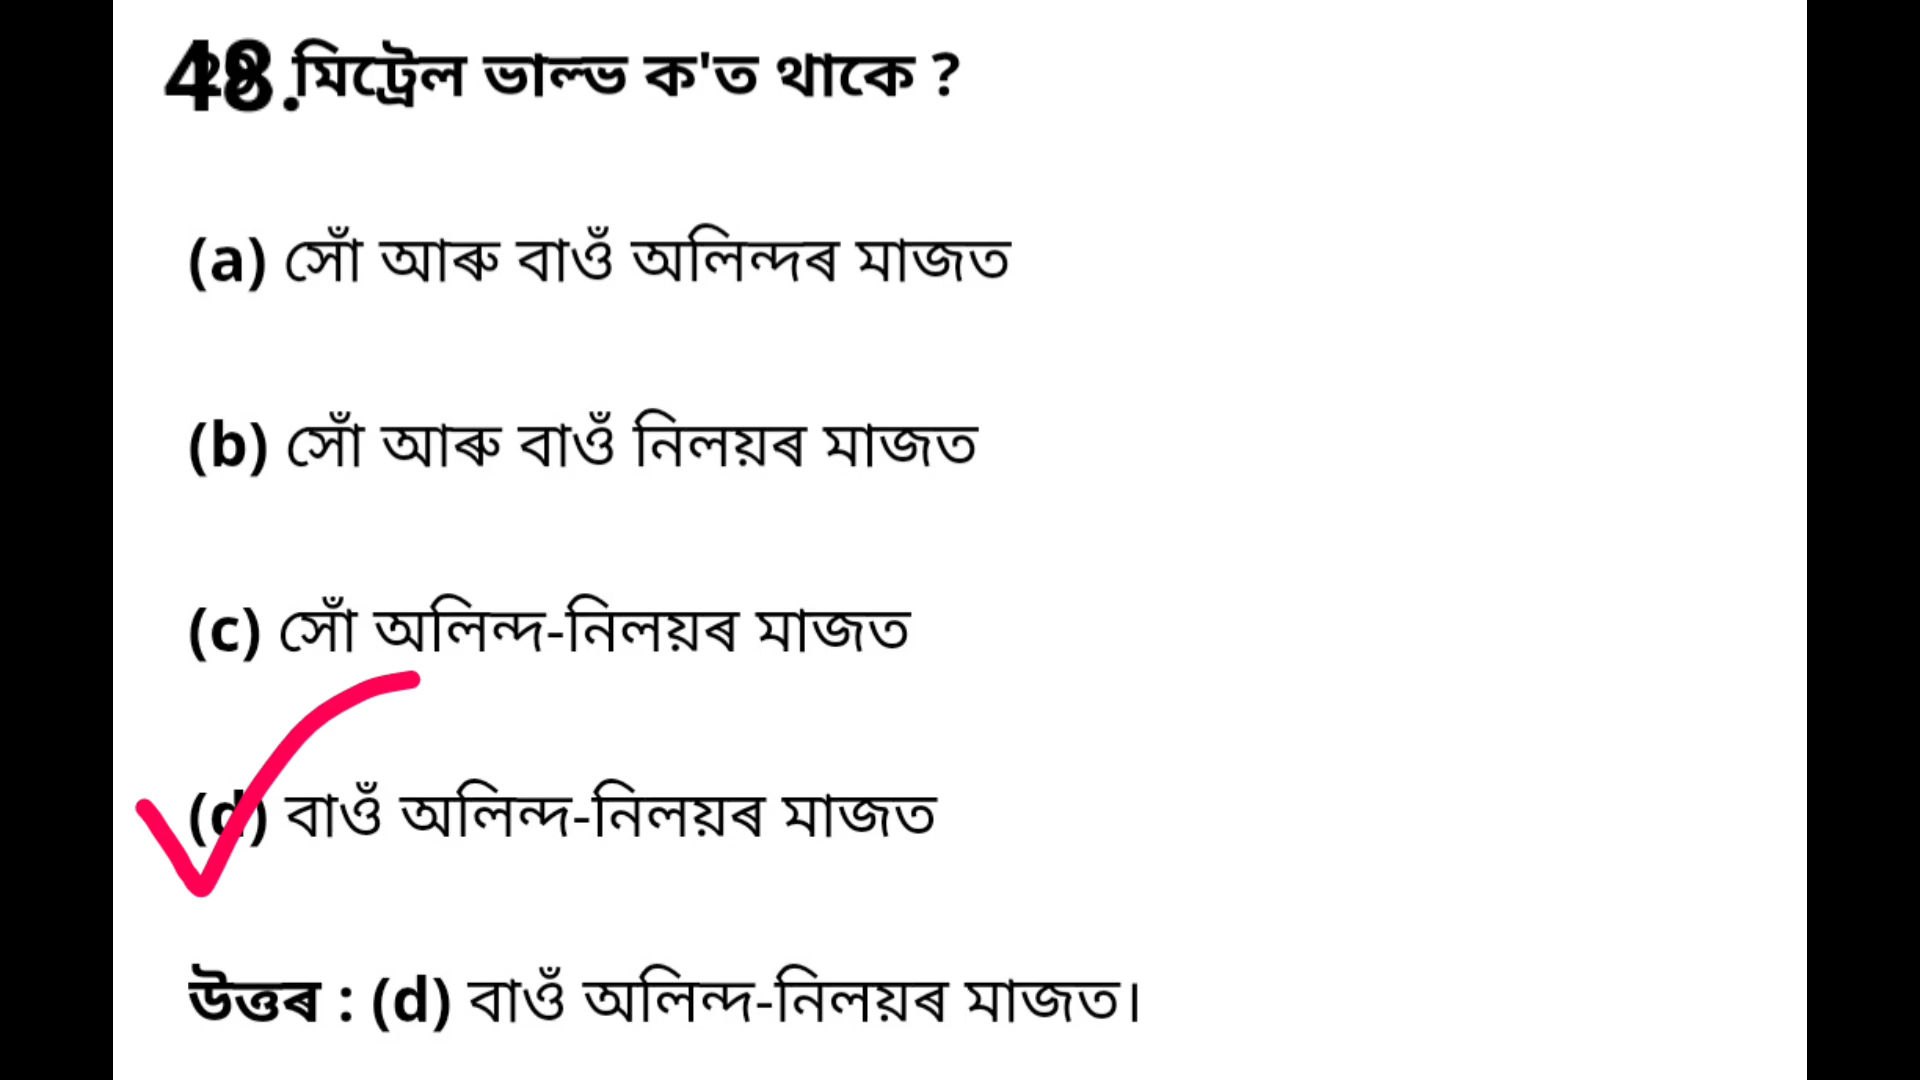 48. মিট্ৰেল ভাল্ভ ক'ত থাকে ?
(a) সোঁ আৰু বাওঁ অলিন্দৰ মাজত
(b) সোঁ আৰু বাওঁ নিলয়ৰ মাজত
(c) সোঁ অলিন্দ-নিলয়ৰ মাজত
(d) বাওঁ অলিন্দ-নিলয়ৰ মাজত
উত্তৰ : (d) বাওঁ অলিন্দ-নিলয়ৰ মাজত।